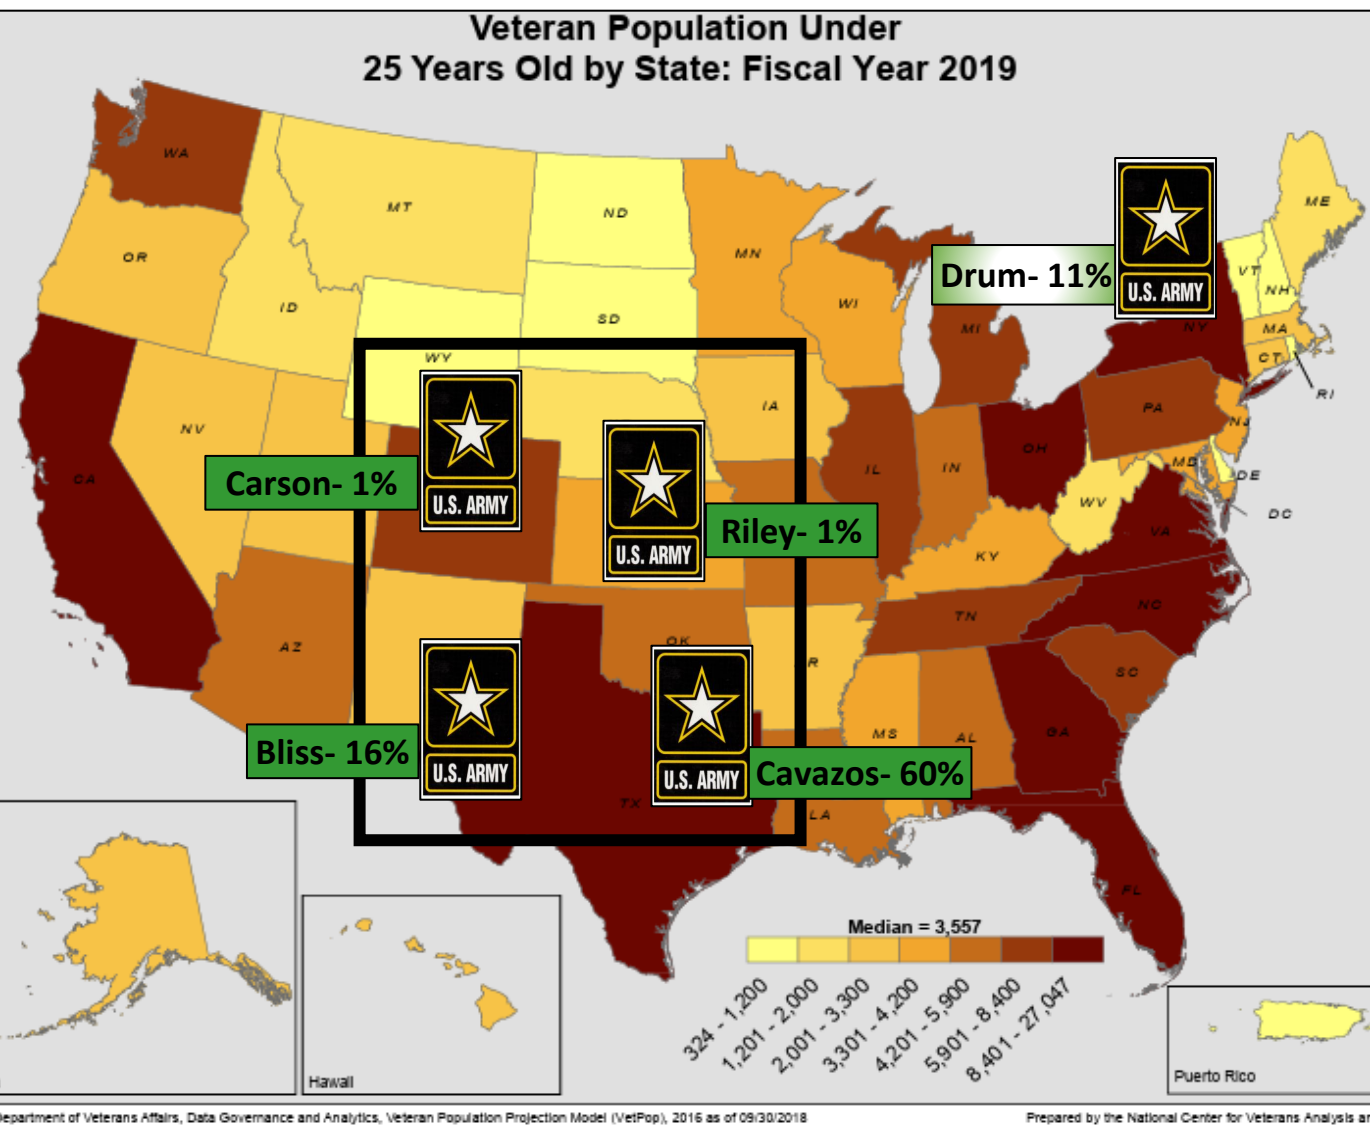 Veteran Population Under
25 Years Old by State: Fiscal Year 2019
WA
MT
ND
MN
ME
OR
ID
SD
WI
MI
Drum- 11%
U.S. ARMY
VT
NH
NY
MA
CT
RI
WY
IA
NV
CA
Carson- 1%
U.S. ARMY
U.S. ARMY
Riley- 1%
IL
IN
OH
PA
NJ
MD
DE
DC
WV
VA
KY
AZ
OK
TN
NC
SC
R
MS
AL
GA
Bliss- 16%
U.S. ARMY
U.S. ARMY
Cavazos- 60%
TX
LA
FL
Median = 3,557
324 - 1,200
1,201 - 2,000
2,001 - 3,300
3,301 - 4,200
4,201 - 5,900
5,901 - 8,400
8,401 - 27,047
Hawaii
Puerto Rico
Department of Veterans Affairs, Data Governance and Analytics, Veteran Population Projection Model (VetPop), 2016 as of 09/30/2018
Prepared by the National Center for Veterans Analysis an